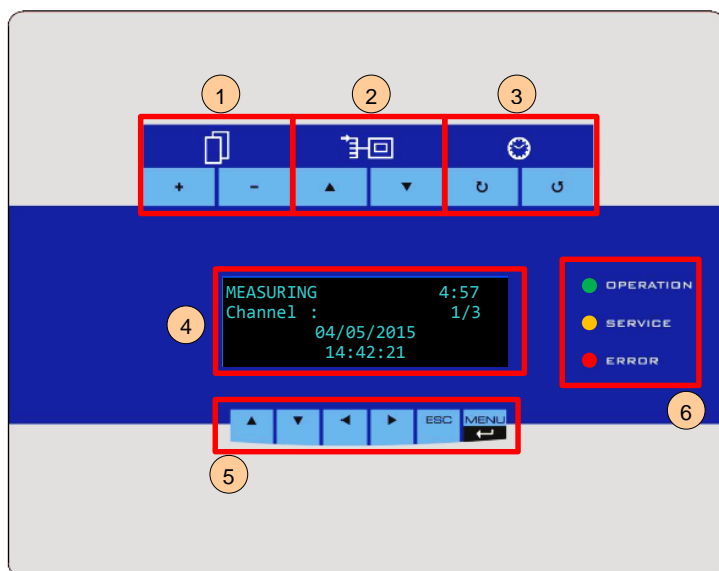 1 2 3
+ -
MEASURING 4:57
Channel : 1/3
04/05/2015
14:42:21
4
OPERATION
SERVICE
ERROR
6
ESC MENU
5